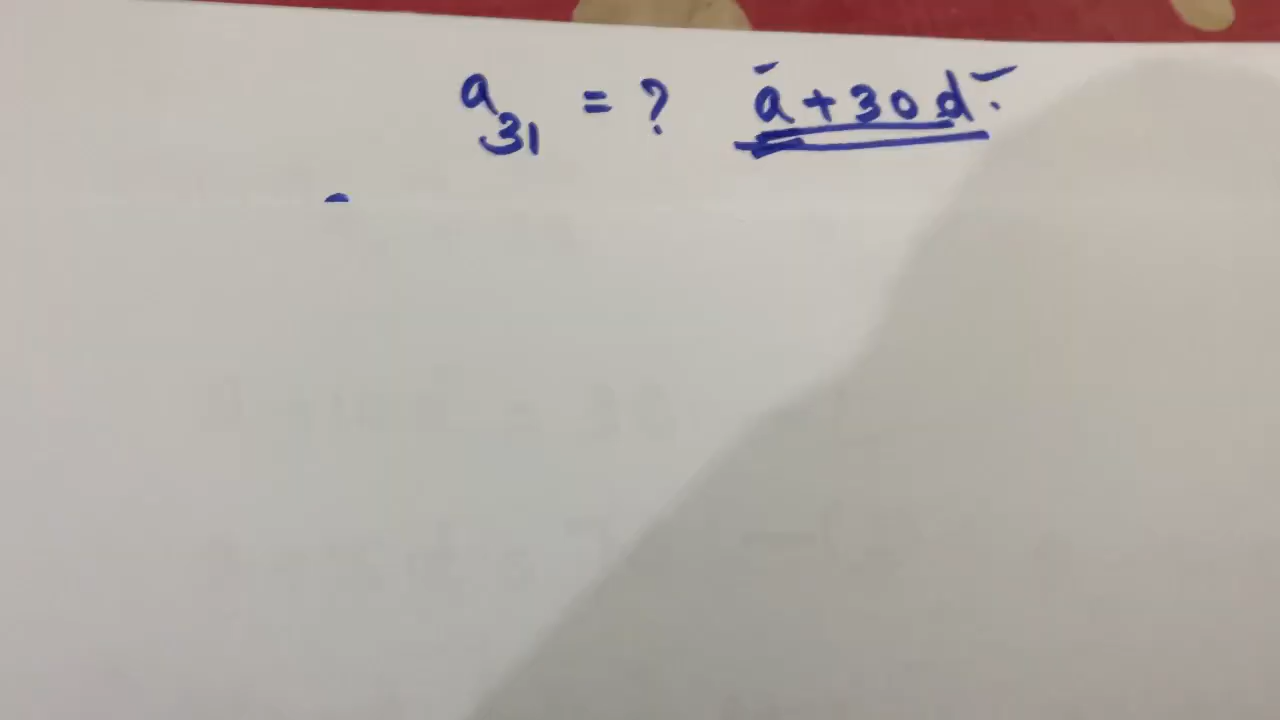 a₃₁ = ? a + 30d.